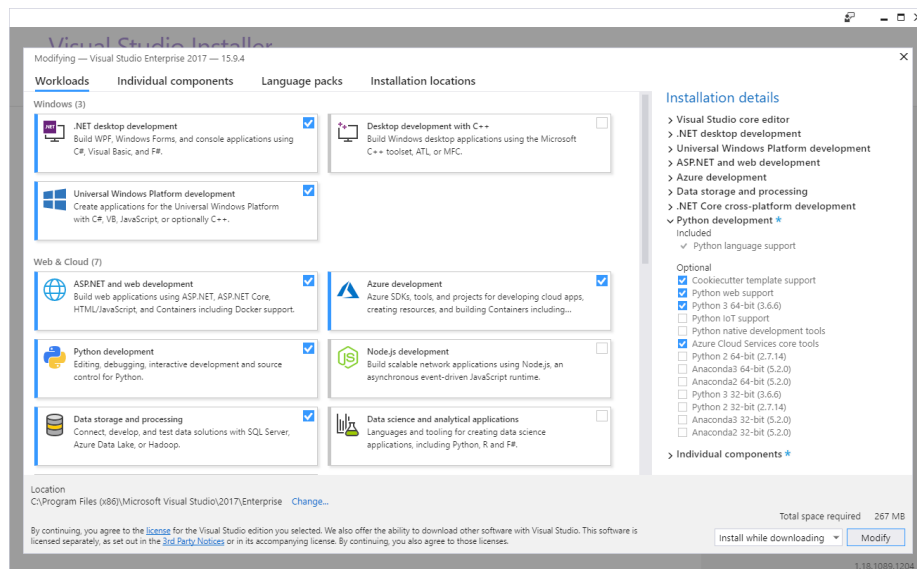 Visual Studio Installer
Modifying — Visual Studio Enterprise 2017 — 15.9.4
Workloads Individual components Language packs Installation locations
Windows (3)
.NET
.NET desktop development
Build WPF, Windows Forms, and console applications using
C#, Visual Basic, and F#.
Desktop development with C++
Build Windows desktop applications using the Microsoft
C++ toolset, ATL, or MFC.
Universal Windows Platform development
Create applications for the Universal Windows Platform
with C#, VB, JavaScript, or optionally C++.
Web & Cloud (7)
ASP.NET and web development
Build web applications using ASP.NET, ASP.NET Core,
HTML/JavaScript, and Containers including Docker support.
Azure development
Azure SDKs, tools, and projects for developing cloud apps,
creating resources, and building Containers including...
Python development
Editing, debugging, interactive development and source
control for Python.
Node.js development
Build scalable network applications using Node.js, an
asynchronous event-driven JavaScript runtime.
Data storage and processing
Connect, develop, and test data solutions with SQL Server,
Azure Data Lake, or Hadoop.
Data science and analytical applications
Languages and tooling for creating data science
applications, including Python, R and F#.
Installation details
Visual Studio core editor
.NET desktop development
Universal Windows Platform development
ASP.NET and web development
Azure development
Data storage and processing
.NET Core cross-platform development
Python development *
Included
Python language support
Optional
Cookiecutter template support
Python web support
Python 3 64-bit (3.6.6)
Python IoT support
Python native development tools
Azure Cloud Services core tools
Python 2 64-bit (2.7.14)
Anaconda3 64-bit (5.2.0)
Anaconda2 64-bit (5.2.0)
Python 3 32-bit (3.6.6)
Python 2 32-bit (2.7.14)
Anaconda3 32-bit (5.2.0)
Anaconda2 32-bit (5.2.0)
Individual components *
Location
C:\Program Files (x86)\Microsoft Visual Studio\2017\Enterprise Change...
By continuing, you agree to the license for the Visual Studio edition you selected. We also offer the ability to download other software with Visual Studio. This software is
licensed separately, as set out in the 3rd Party Notices or in its accompanying license. By continuing, you also agree to those licenses.
Total space required 267 MB
Install while downloading Modify
1.18.1089.1204